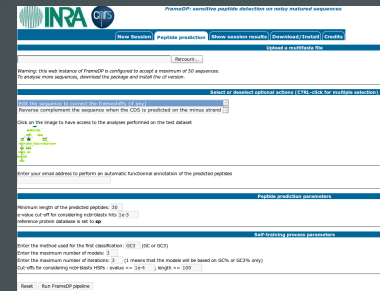 INRA CNRS
FrameDP: sensitive peptide detection on noisy matured sequences
New Session Peptide prediction Show session results Download/Install Credits
Upload a multifasta file
Parcourir...
Warning: this web instance of FrameDP is configured to accept a maximum of 50 sequences.
To analyse more sequences, download the package and install the cli version.
Select or deselect optional actions (CTRL-click for multiple selection)
Edit the sequence to correct the frameshifts (if any)
Reverse complement the sequence when the CDS is predicted on the minus strand
Click on the image to have access to the analyses performed on the test dataset
Enter your email address to perform an automatic functionnal annotation of the predicted peptides
Peptide prediction parameters
Minimum length of the predicted peptides: 30
e-value cut-off for considering ncbi-blastx hits 1e-3
reference protein database is set to sp
Self-training process parameters
Enter the method used for the first classification: GC3 (GC or GC3)
Enter the maximum number of models: 3
Enter the maximum number of iterations: 3 (1 means that the models will be based on GC% or GC3% only)
Cut-offs for considering ncbi-blastx HSPs : evalue <= 1e-4 ; length >= 100
Reset Run FrameDP pipeline